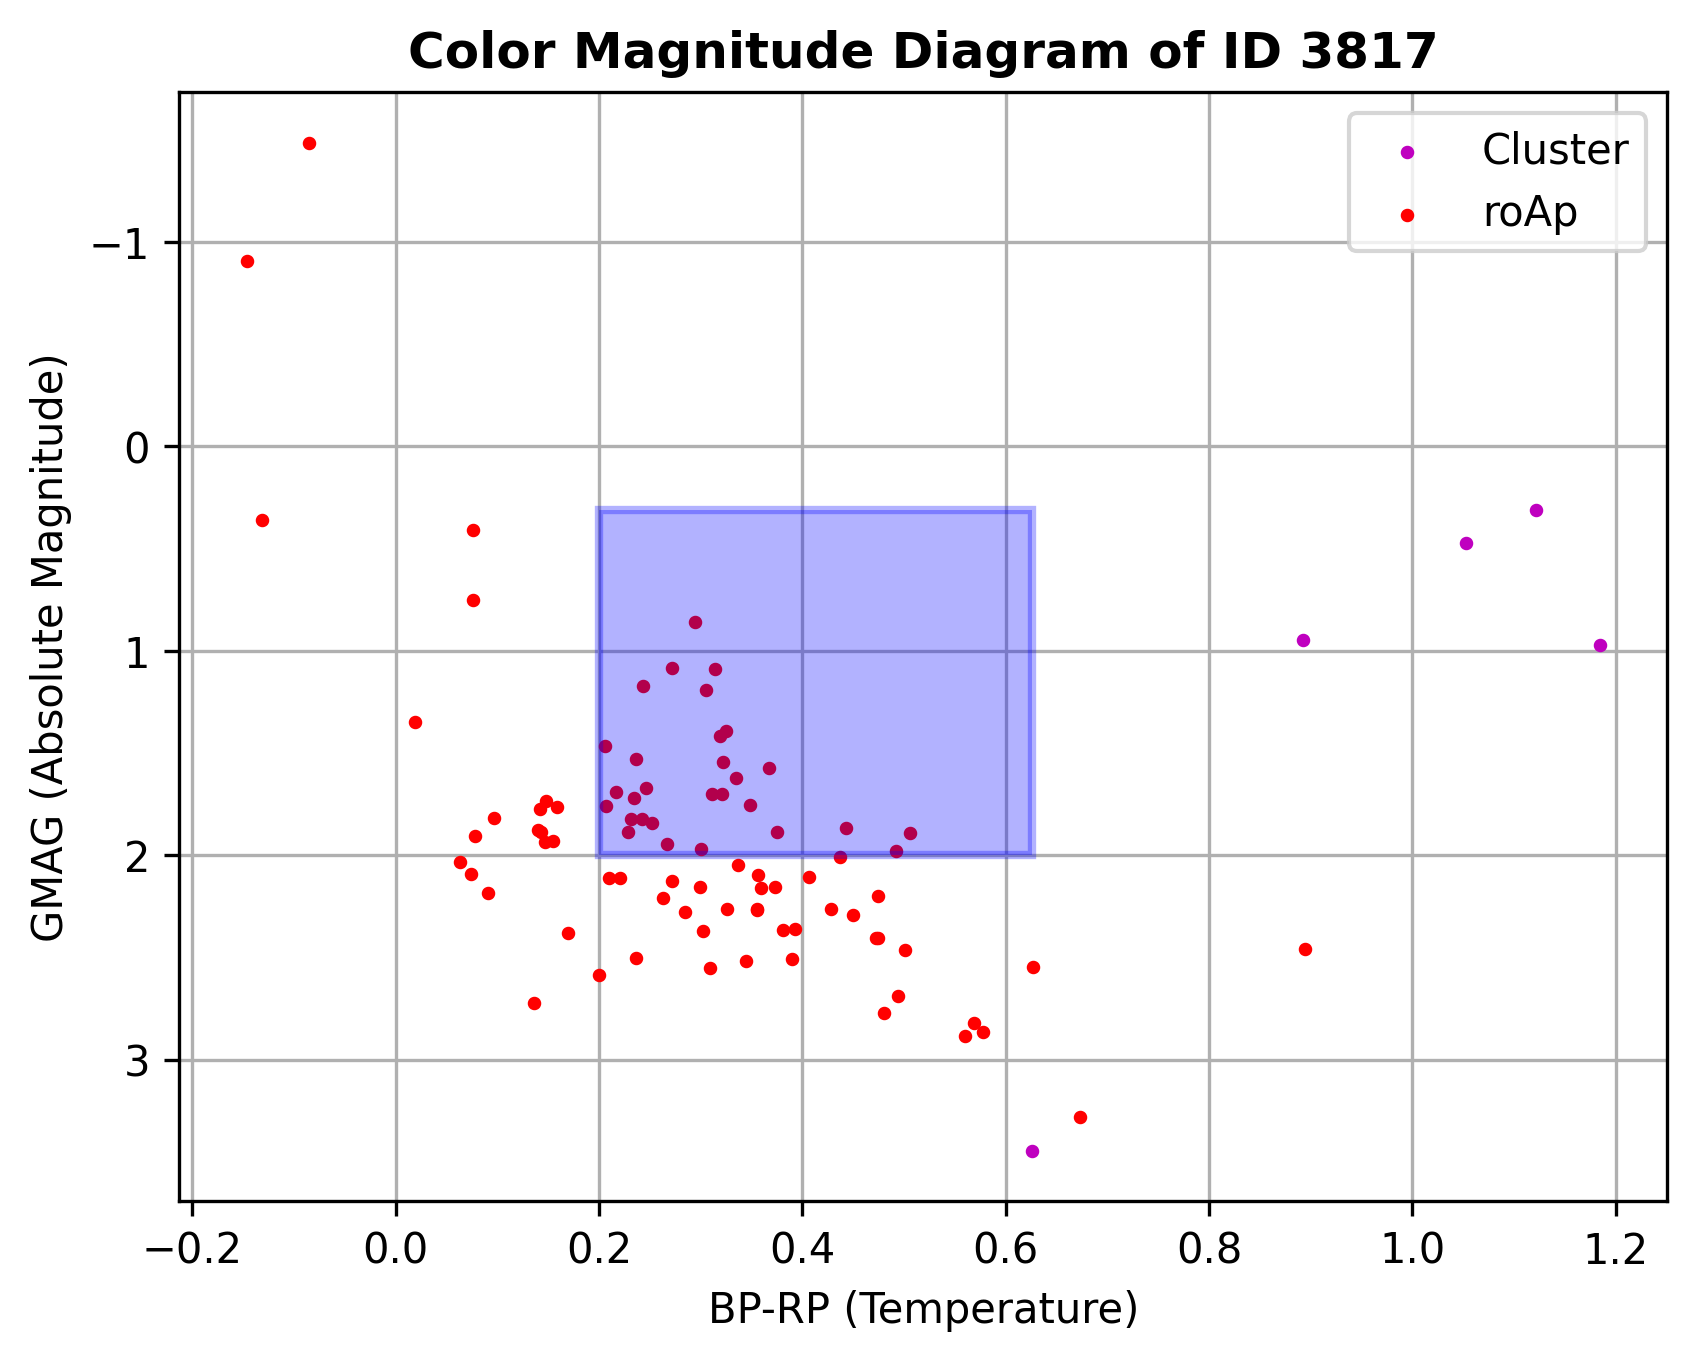 Color Magnitude Diagram of ID 3817
Cluster
roAp
GMAG (Absolute Magnitude)
−1
0
1
2
3
−0.2 0.0 0.2 0.4 0.6 0.8 1.0 1.2
BP-RP (Temperature)